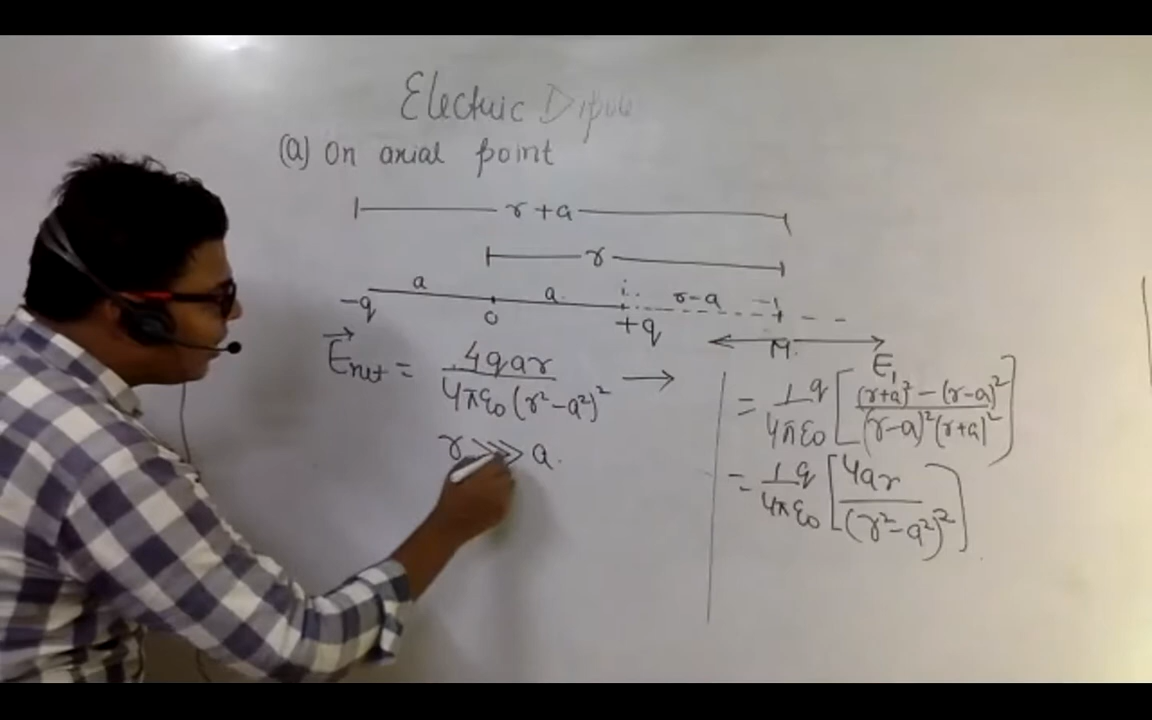 Electric Dipole
(a) On axial point
r + a
r
a a r-a
-q o +q M
E₁
E⃗net = 4qar / 4πε₀(r²-a²)² →
r >>> a.
= 1/4πε₀ q [ (r+a)² - (r-a)² / (r-a)²(r+a)² ]
= 1/4πε₀ q [ 4ar / (r²-a²)² ]